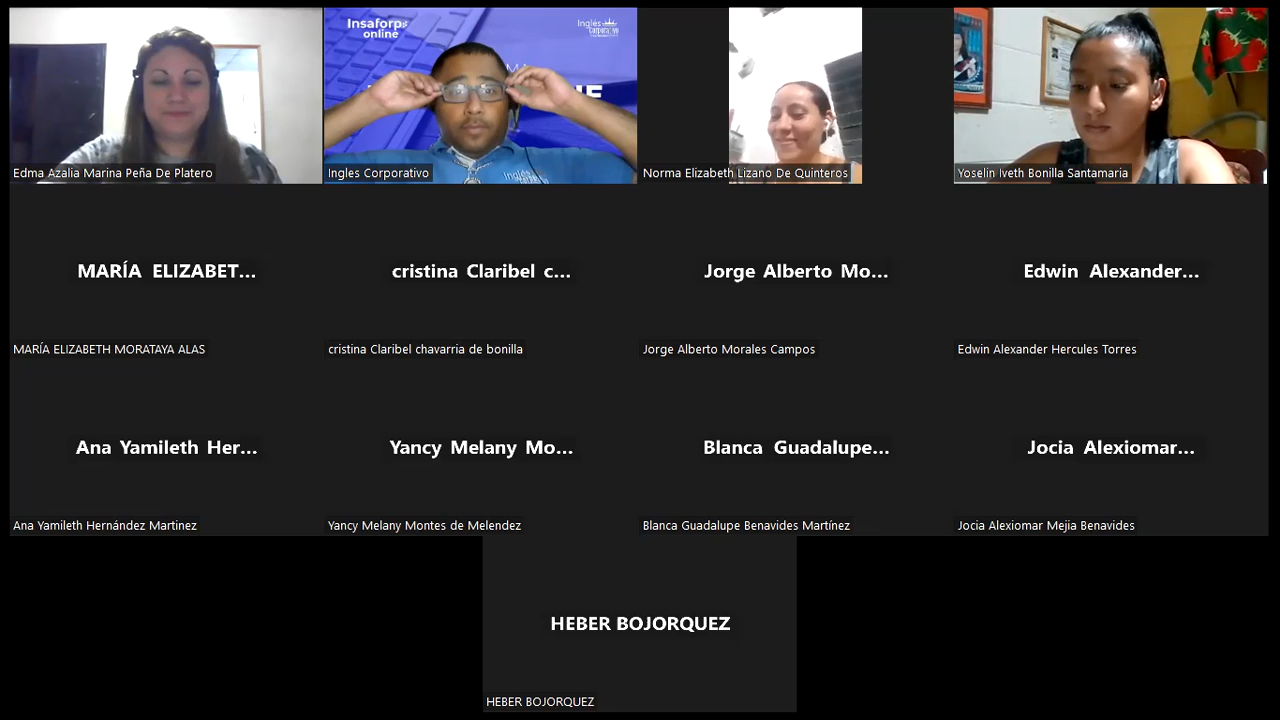 Insaforp
online
Inglés
Corporativo
Edma Azalia Marina Peña De Platero
Ingles Corporativo
Norma Elizabeth Lizano De Quinteros
Yoselin Iveth Bonilla Santamaría
MARÍA ELIZABET...
cristina Claribel c...
Jorge Alberto Mo...
Edwin Alexander...
MARÍA ELIZABETH MORATAYA ALAS
cristina Claribel chavarria de bonilla
Jorge Alberto Morales Campos
Edwin Alexander Hercules Torres
Ana Yamileth Her...
Yancy Melany Mo...
Blanca Guadalupe...
Jocia Alexiomar...
Ana Yamileth Hernández Martinez
Yancy Melany Montes de Melendez
Blanca Guadalupe Benavides Martínez
Jocia Alexiomar Mejia Benavides
HEBER BOJORQUEZ
HEBER BOJORQUEZ